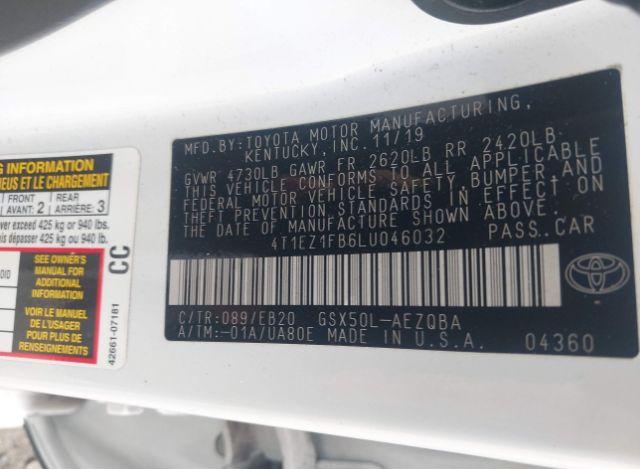 G INFORMATION
NEUS ET LE CHARGEMENT
FRONT REAR
AVANT: 2 ARRIÈRE: 3
ver exceed 425 kg or 940 lb.
is dépasser 425 kg ou 940 lb.
SEE OWNER'S
MANUAL FOR
ADDITIONAL
INFORMATION
VOIR LE MANUEL
DE L'USAGER
POUR PLUS DE
RENSEIGNEMENTS
CC
42661-07181
MFD. BY: TOYOTA MOTOR MANUFACTURING,
KENTUCKY, INC. 11/19
GVWR 4730LB GAWR FR 2620LB RR 2420LB
THIS VEHICLE CONFORMS TO ALL APPLICABLE
FEDERAL MOTOR VEHICLE SAFETY, BUMPER, AND
THEFT PREVENTION STANDARDS IN EFFECT ON
THE DATE OF MANUFACTURE SHOWN ABOVE.
4T1EZ1FB6LU046032 PASS. CAR
C/TR: 089/EB20 GSX50L-AEZQBA
A/TM: -01A/UA80E MADE IN U.S.A. 04360
TOYOTA